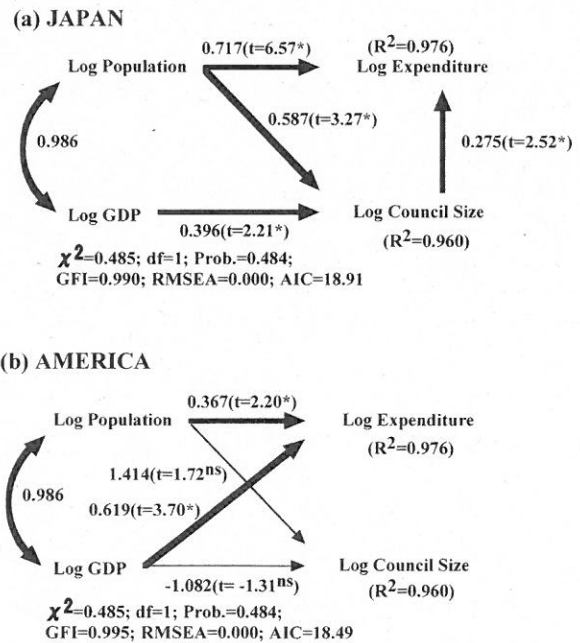 (a) JAPAN
0.717(t=6.57*)
(R²=0.976)
Log Population
Log Expenditure
0.587(t=3.27*)
0.986
0.275(t=2.52*)
Log GDP
Log Council Size
0.396(t=2.21*)
(R²=0.960)
χ²=0.485; df=1; Prob.=0.484;
GFI=0.990; RMSEA=0.000; AIC=18.91
(b) AMERICA
0.367(t=2.20*)
Log Population
Log Expenditure
(R²=0.976)
1.414(t=1.72ⁿˢ)
0.986
0.619(t=3.70*)
Log GDP
Log Council Size
-1.082(t= -1.31ⁿˢ)
(R²=0.960)
χ²=0.485; df=1; Prob.=0.484;
GFI=0.995; RMSEA=0.000; AIC=18.49